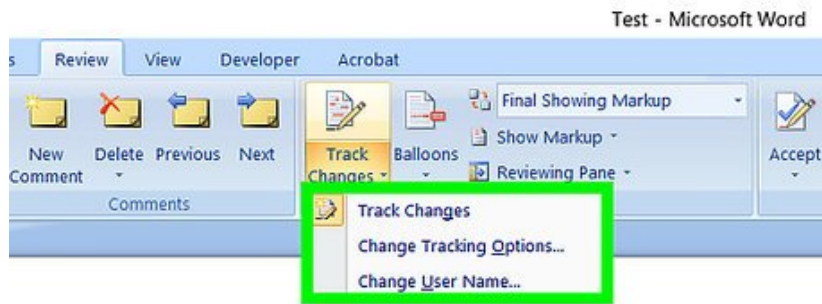 Test - Microsoft Word
s Review View Developer Acrobat
New Comment
Delete
Previous
Next
Track Changes
Balloons
Final Showing Markup
Show Markup
Reviewing Pane
Accept
Comments
Track Changes
Change Tracking Options...
Change User Name...